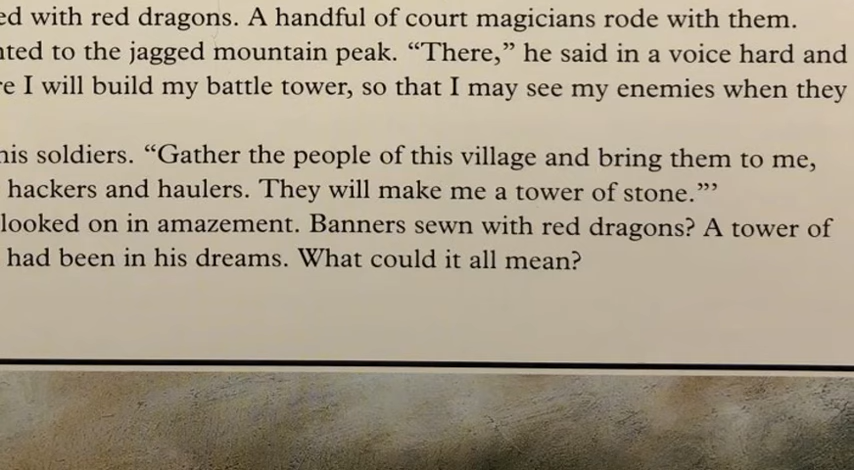 ed with red dragons. A handful of court magicians rode with them.
nted to the jagged mountain peak. “There,” he said in a voice hard and
re I will build my battle tower, so that I may see my enemies when they
his soldiers. “Gather the people of this village and bring them to me,
hackers and haulers. They will make me a tower of stone.”’
looked on in amazement. Banners sewn with red dragons? A tower of
had been in his dreams. What could it all mean?